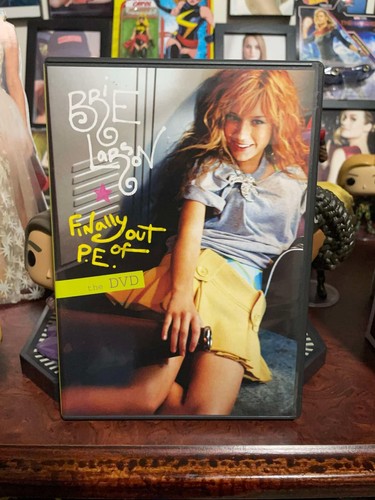 BRiE
LaRSON
Finally out
P.E. of
the DVD